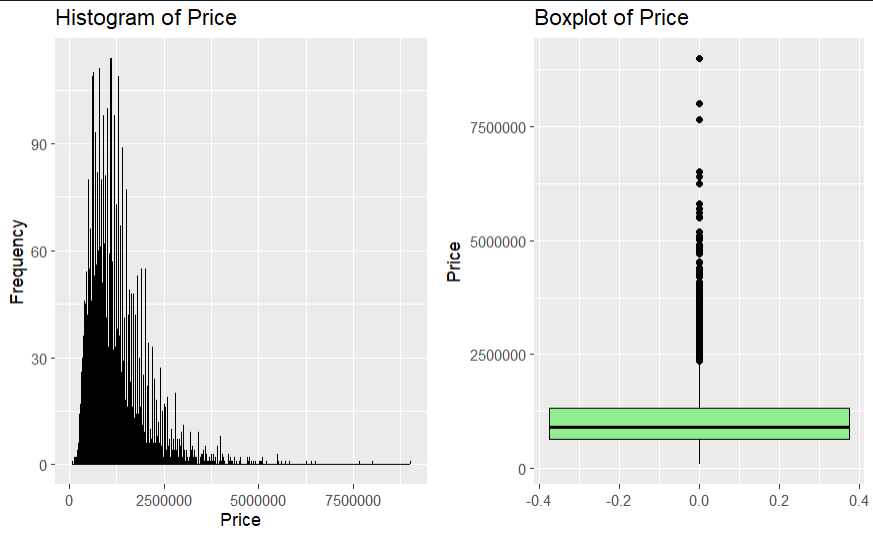 Histogram of Price
Frequency
90
60
30
0
0 2500000 5000000 7500000
Price
Boxplot of Price
Price
7500000
5000000
2500000
0
-0.4 -0.2 0.0 0.2 0.4